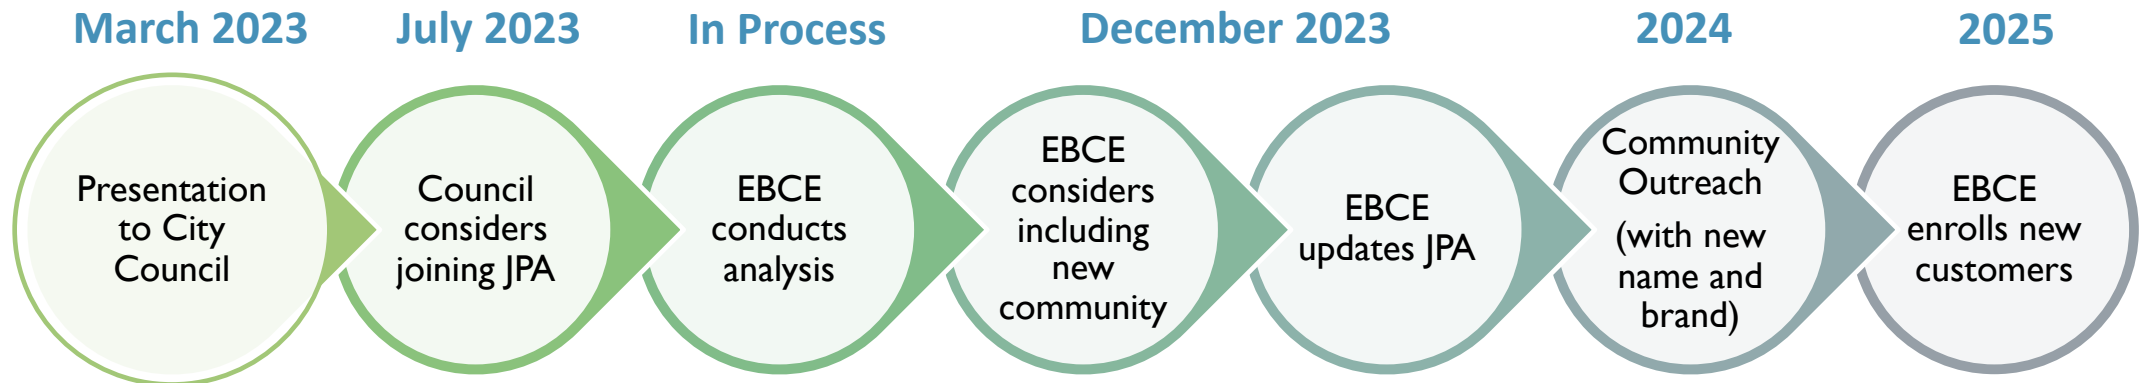 March 2023
July 2023
In Process
December 2023
2024
2025
Presentation
to City
Council
Council
considers
joining JPA
EBCE
conducts
analysis
EBCE
considers
including
new
community
EBCE
updates JPA
Community
Outreach
(with new
name and
brand)
EBCE
enrolls new
customers